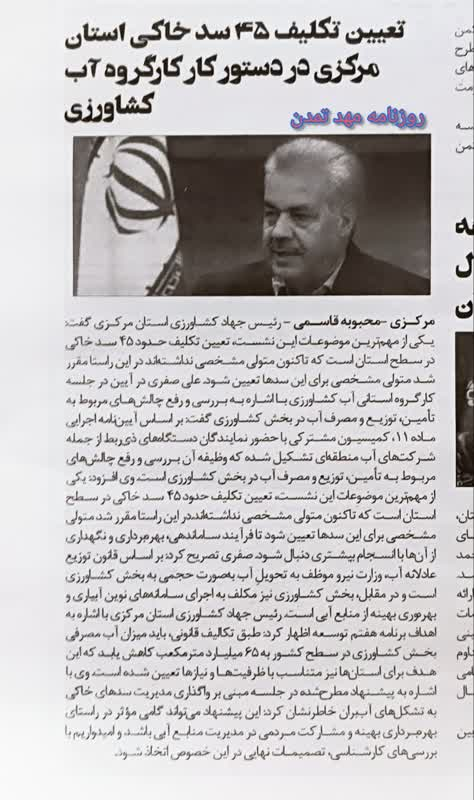 تعیین تکلیف ۴۵ سد خاکی استان
مرکزی در دستور کار کارگروه آب
کشاورزی
روزنامه مهد تمدن
مرکزی -محبوبه قاسمی – رئیس جهاد کشاورزی استان مرکزی گفت:
یکی از مهم‌ترین موضوعات این نشست، تعیین تکلیف حدود ۴۵ سد خاکی
در سطح استان است که تاکنون متولی مشخصی نداشته‌اند در این راستا مقرر
شد متولی مشخصی برای این سدها تعیین شود. علی صفری در آیین در جلسه
کارگروه استانی آب کشاورزی با اشاره به بررسی و رفع چالش‌های مربوط به
تأمین، توزیع و مصرف آب در بخش کشاورزی گفت: بر اساس آیین‌نامه اجرایی
ماده ۱۱، کمیسیون مشترکی با حضور نمایندگان دستگاه‌های ذی‌ربط از جمله
شرکت‌های آب منطقه‌ای تشکیل شده که وظیفه آن بررسی و رفع چالش‌های
مربوط به تأمین، توزیع و مصرف آب در بخش کشاورزی است. وی افزود: یکی
از مهم‌ترین موضوعات این نشست، تعیین تکلیف حدود ۴۵ سد خاکی در سطح
استان است که تاکنون متولی مشخصی نداشته‌اند.در این راستا مقرر شد، متولی
مشخصی برای این سدها تعیین شود تا فرآیند ساماندهی، بهره‌برداری و نگهداری
از آن‌ها با انسجام بیشتری دنبال شود. صفری تصریح کرد: بر اساس قانون توزیع
عادلانه آب، وزارت نیرو موظف به تحویل آب به‌صورت حجمی به بخش کشاورزی
است و در مقابل، بخش کشاورزی نیز مکلف به اجرای سامانه‌های نوین آبیاری و
بهره‌وری بهینه از منابع آبی است. رئیس جهاد کشاورزی استان مرکزی با اشاره به
اهداف برنامه هفتم توسعه اظهار کرد: طبق تکالیف قانونی، باید میزان آب مصرفی
بخش کشاورزی در سطح کشور به ۶۵ میلیارد مترمکعب کاهش یابد که این
هدف برای استان‌ها نیز متناسب با ظرفیت‌ها و نیازها تعیین شده است. وی با
اشاره به پیشنهاد مطرح‌شده در جلسه مبنی بر واگذاری مدیریت سدهای خاکی
به تشکل‌های آب‌بران خاطرنشان کرد: این پیشنهاد می‌تواند گامی مؤثر در راستای
بهره‌برداری بهینه و مشارکت مردمی در مدیریت منابع آبی باشد و امیدواریم با
بررسی‌های کارشناسی، تصمیمات نهایی در این خصوص اتخاذ شود.